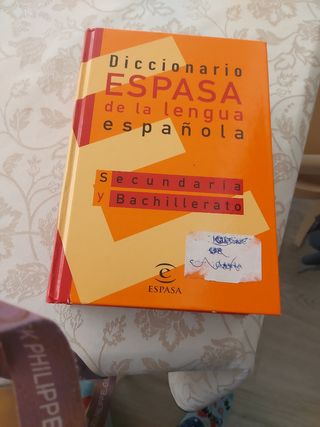 Diccionario
ESPASA
de la lengua
española
Secundaria
y Bachillerato
ESPASA
PHILIPPE